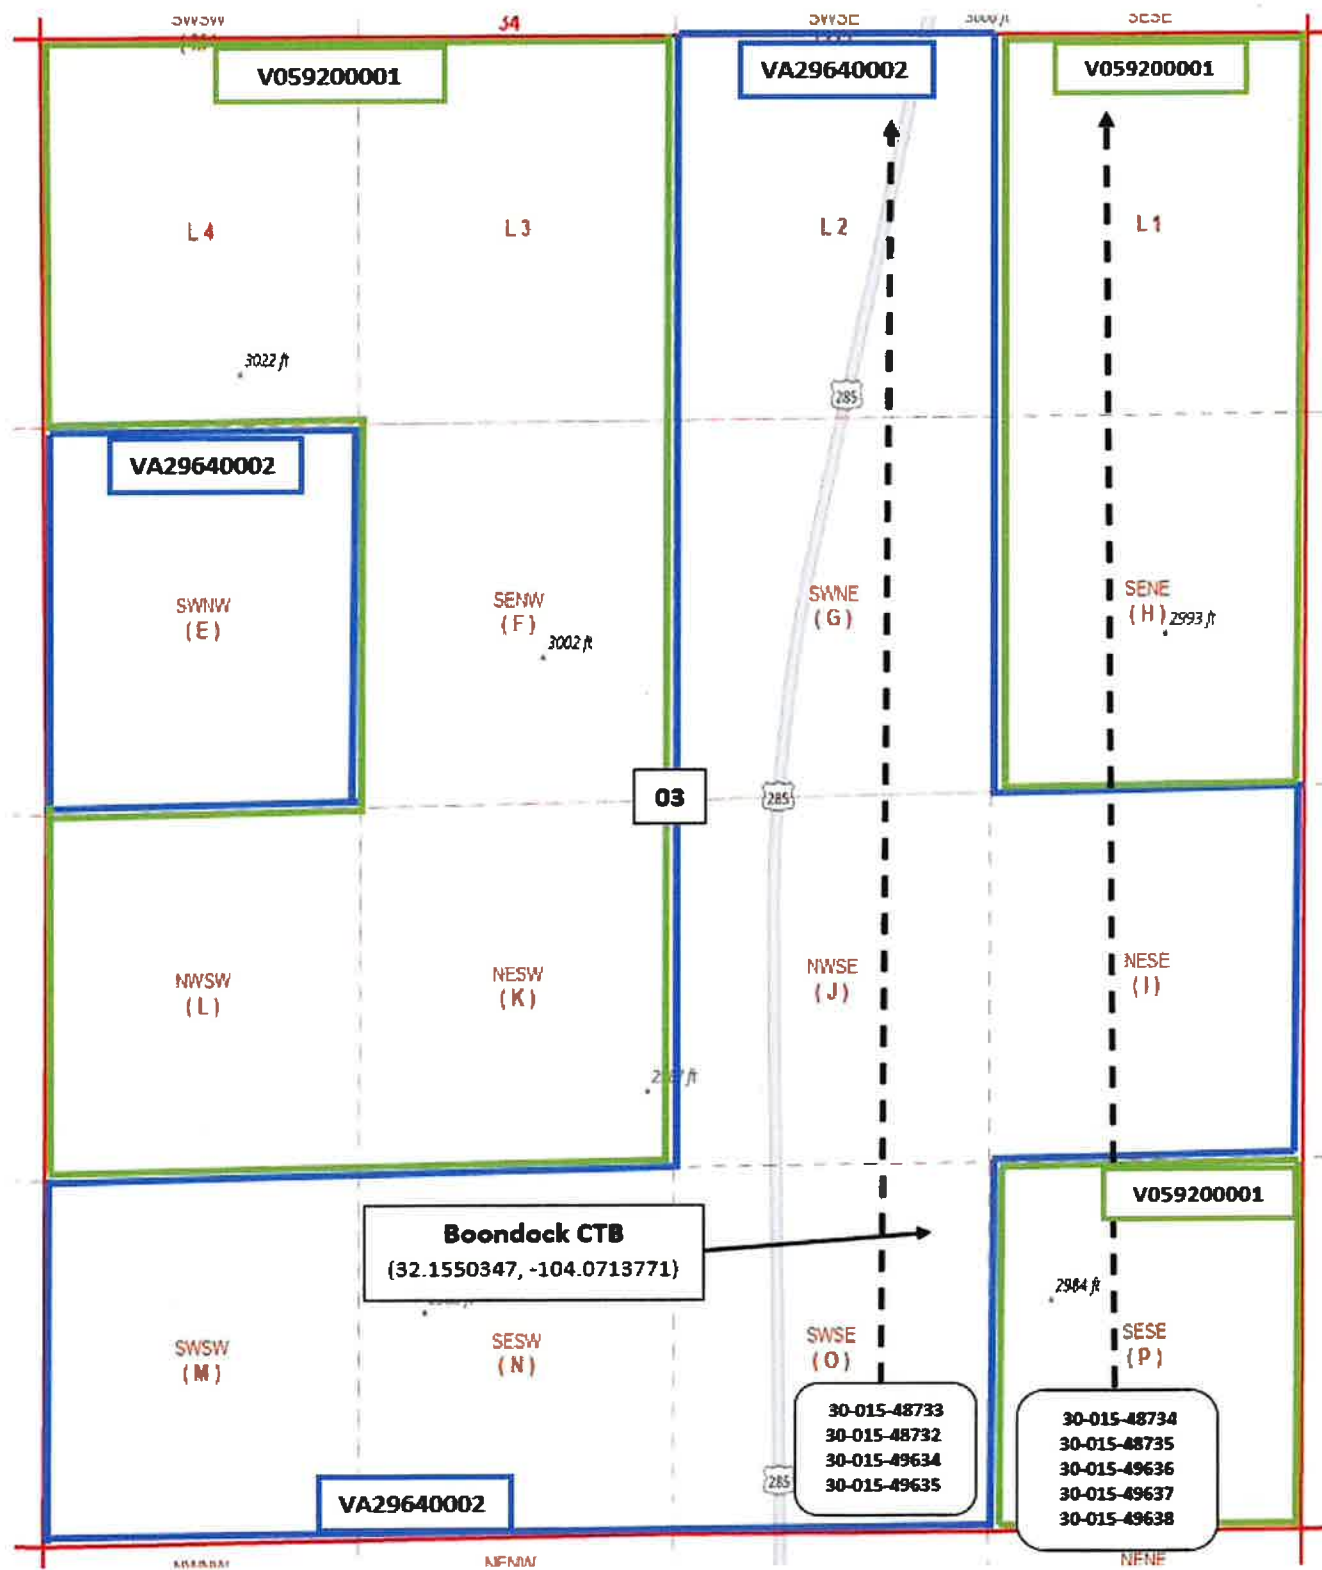 34
SWSE
SESE
V059200001
VA29640002
V059200001
L 4
L 3
L 2
L 1
3022 ft
285
VA29640002
SWNW
(E)
SENW
(F)
3002 ft
SWNE
(G)
SENE
(H)
2993 ft
03
285
NWSW
(L)
NESW
(K)
NWSE
(J)
NESE
(I)
V059200001
Boondock CTB
(32.1550347, -104.0713771)
2984 ft
SWSW
(M)
SESW
(N)
SWSE
(O)
SESE
(P)
30-015-48733
30-015-48732
30-015-49634
30-015-49635
30-015-48734
30-015-48735
30-015-49636
30-015-49637
30-015-49638
285
VA29640002
NENW
NENE